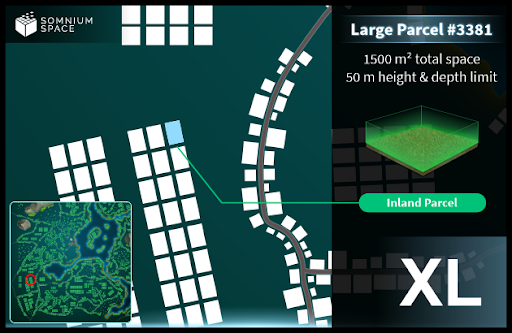 SOMNIUM
SPACE
Large Parcel #3381
1500 m² total space
50 m height & depth limit
Inland Parcel
XL